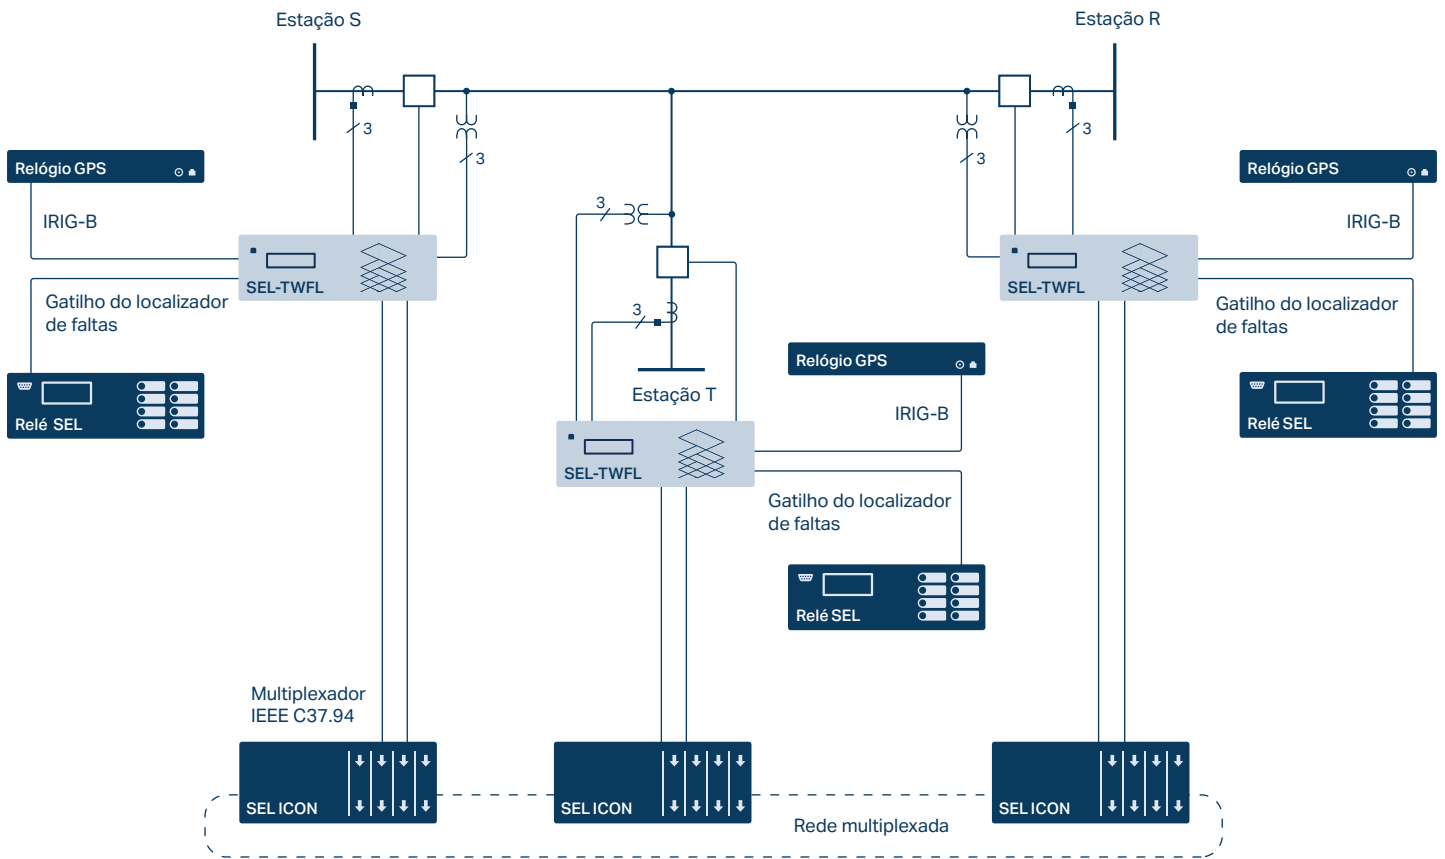 Estação S
Estação R
3
3
3
3
Relógio GPS
IRIG-B
Relógio GPS
IRIG-B
3
SEL-TWFL
SEL-TWFL
Gatilho do localizador
de faltas
Gatilho do localizador
de faltas
3
Relógio GPS
Estação T
IRIG-B
Relé SEL
Relé SEL
SEL-TWFL
Gatilho do localizador
de faltas
Relé SEL
Multiplexador
IEEE C37.94
SEL ICON
SEL ICON
SEL ICON
Rede multiplexada